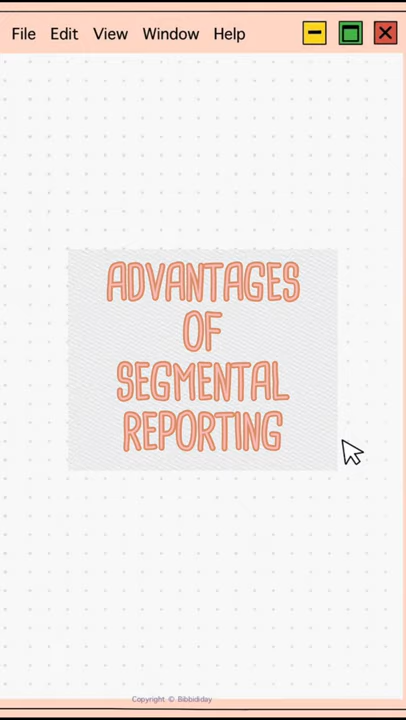 File Edit View Window Help
ADVANTAGES
OF
SEGMENTAL
REPORTING
Copyright © Bibbididay